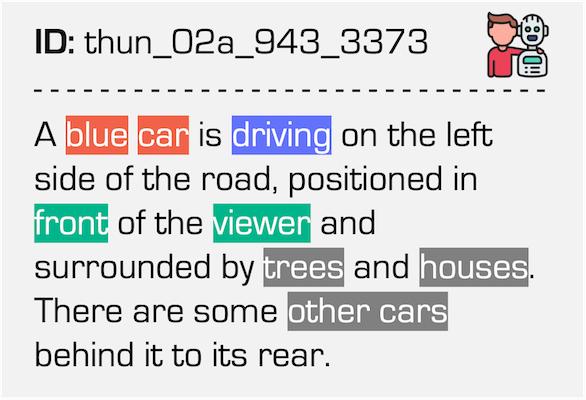 ID: thun_02a_943_3373
A blue car is driving on the left
side of the road, positioned in
front of the viewer and
surrounded by trees and houses.
There are some other cars
behind it to its rear.